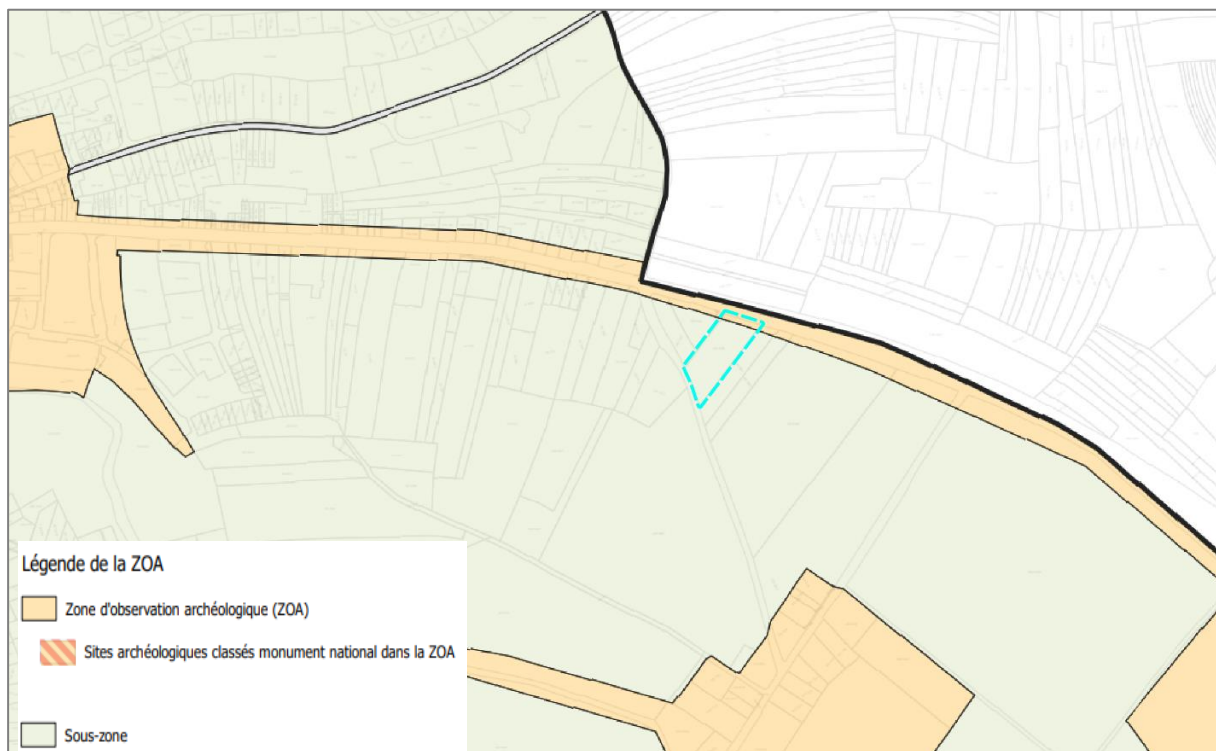 Légende de la ZOA
Zone d'observation archéologique (ZOA)
Sites archéologiques classés monument national dans la ZOA
Sous-zone